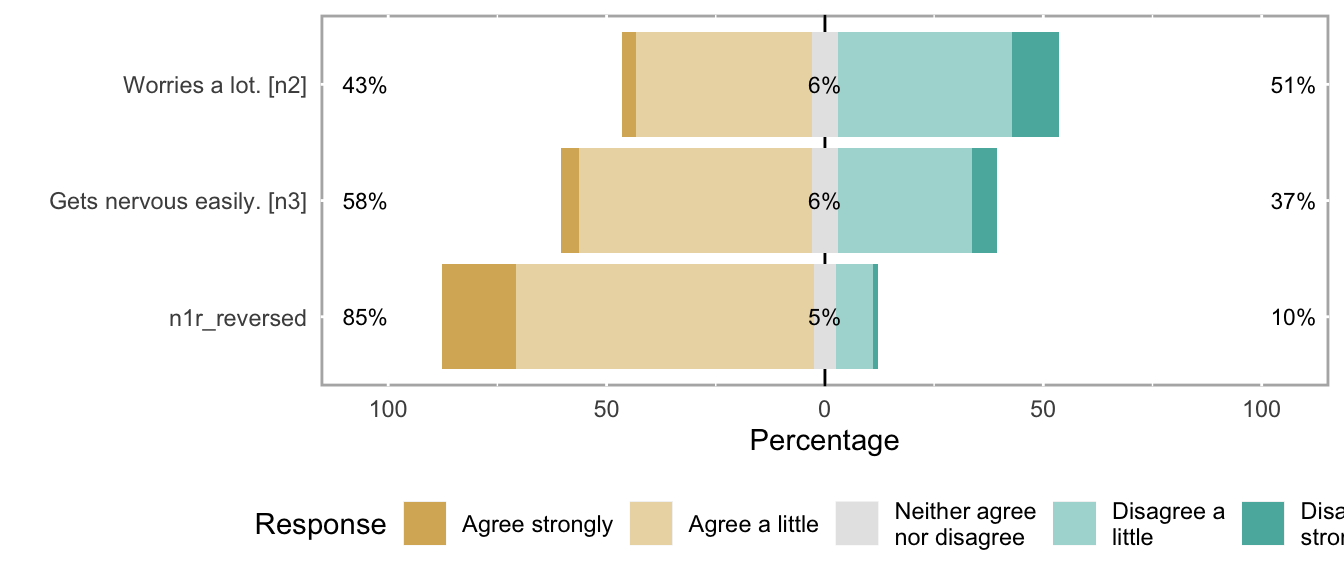 Worries a lot. [n2] 43% 6% 51%
Gets nervous easily. [n3] 58% 6% 37%
n1r_reversed 85% 5% 10%
100 50 0 50 100
Percentage
Response Agree strongly Agree a little Neither agree nor disagree Disagree a little